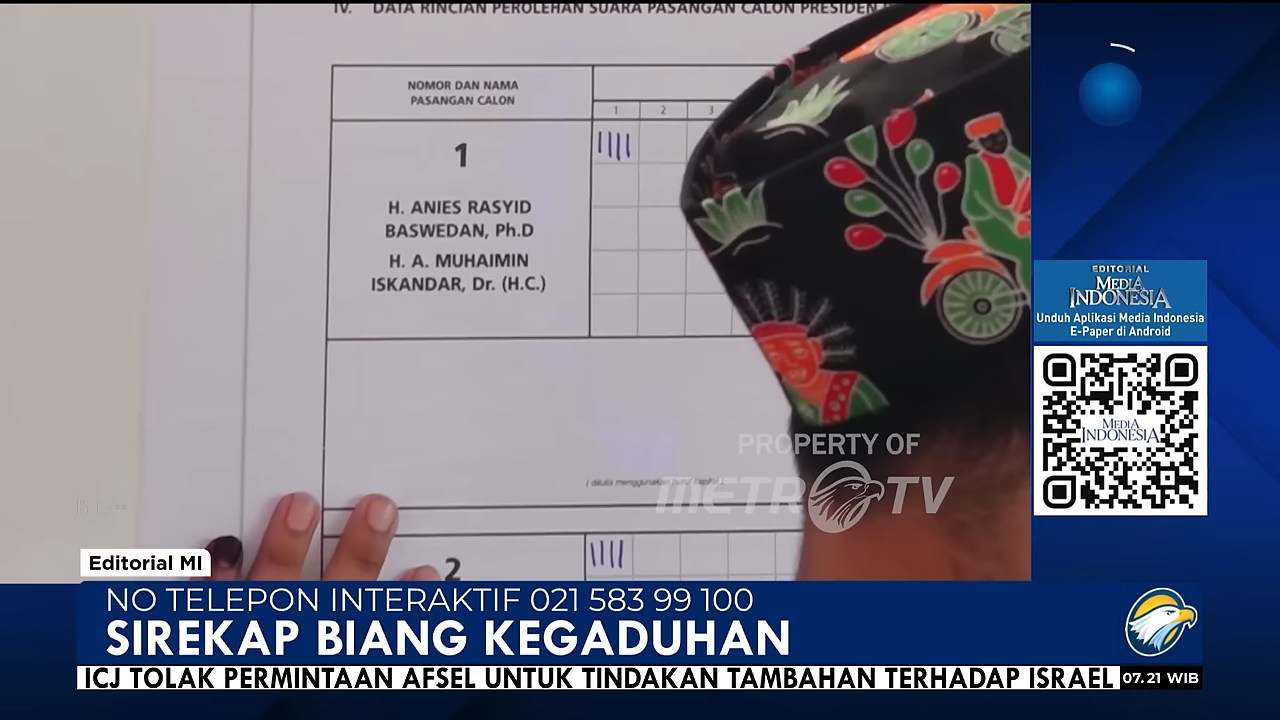 IV. DATA RINCIAN PEROLEHAN SUARA PASANGAN CALON PRESIDEN
NOMOR DAN NAMA
PASANGAN CALON
1 2 3
1
H. ANIES RASYID
BASWEDAN, Ph.D
H. A. MUHAIMIN
ISKANDAR, Dr. (H.C.)
2
PROPERTY OF
METRO TV
EDITORIAL
MEDIA
INDONESIA
Unduh Aplikasi Media Indonesia
E-Paper di Android
MEDIA
INDONESIA
Editorial MI
NO TELEPON INTERAKTIF 021 583 99 100
SIREKAP BIANG KEGADUHAN
ICJ TOLAK PERMINTAAN AFSEL UNTUK TINDAKAN TAMBAHAN TERHADAP ISRAEL
07.21 WIB